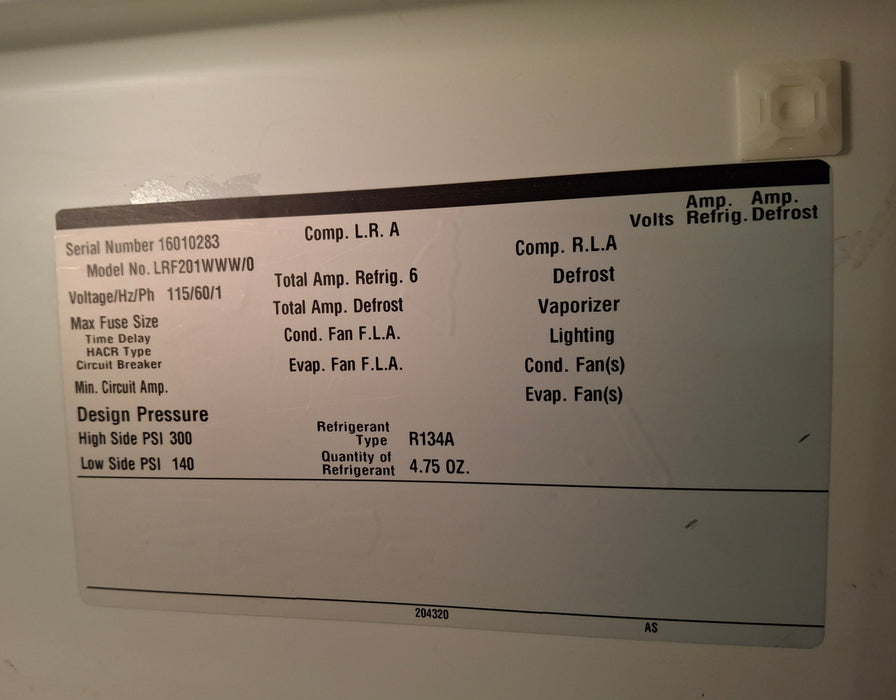 Serial Number 16010283
Model No. LRF201WWW/0
Voltage/Hz/Ph 115/60/1
Max Fuse Size
Time Delay
HACR Type
Circuit Breaker
Min. Circuit Amp.
Design Pressure
High Side PSI 300
Low Side PSI 140
Comp. L.R. A
Total Amp. Refrig. 6
Total Amp. Defrost
Cond. Fan F.L.A.
Evap. Fan F.L.A.
Refrigerant
Type R134A
Quantity of
Refrigerant 4.75 OZ.
Amp. Amp.
Volts Refrig. Defrost
Comp. R.L.A
Defrost
Vaporizer
Lighting
Cond. Fan(s)
Evap. Fan(s)
204320
AS